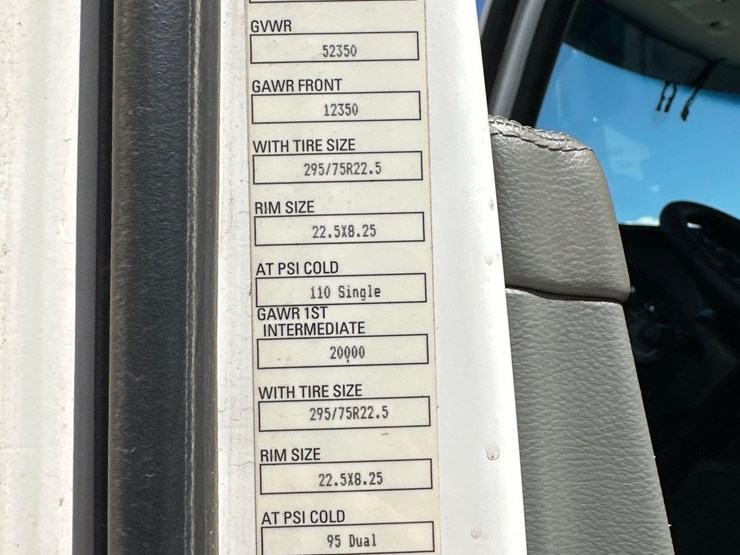 GVWR
52350
GAWR FRONT
12350
WITH TIRE SIZE
295/75R22.5
RIM SIZE
22.5X8.25
AT PSI COLD
110 Single
GAWR 1ST
INTERMEDIATE
20000
WITH TIRE SIZE
295/75R22.5
RIM SIZE
22.5X8.25
AT PSI COLD
95 Dual